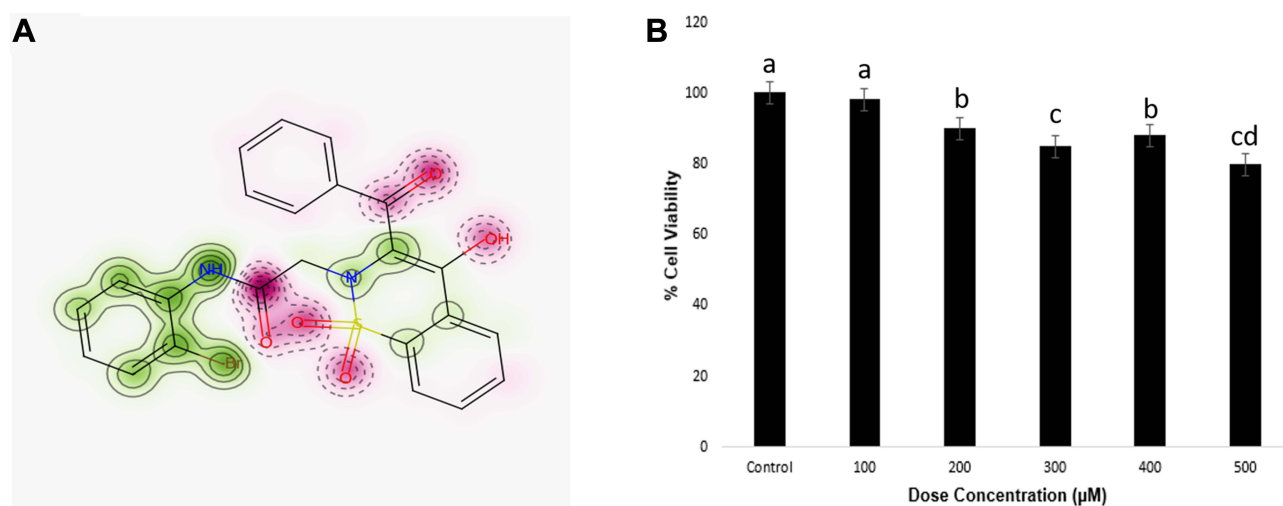 A
O
OH
NH
N
O
S
O
Br
O
B
120
100
80
60
40
20
0
% Cell Viability
a
a
b
c
b
cd
Control
100
200
300
400
500
Dose Concentration (µM)